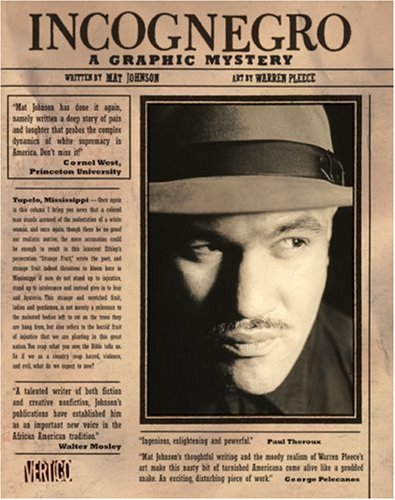 INCOGNEGRO
A GRAPHIC MYSTERY
WRITTEN BY MAT JOHNSON
ART BY WARREN PLEECE
"Mat Johnson has done it again,
namely written a deep story of pain
and laughter that probes the complex
dynamics of white supremacy in
America. Don't miss it!"
Cornel West,
Princeton University
Tupelo, Mississippi — Once again
in this column I bring you news that a colored
man stands accused of the molestation of a white
woman, and once again, though there be no proof
nor realistic motive, the mere accusation could
be enough to result in this innocent
persecution. "Strange Fruit," wrote the poet, and
strange fruit indeed threatens to bloom here in
Mississippi if men do not stand up to injustice,
stand up to intolerance and instead give in to fear
and hysteria. This strange and wretched fruit,
ladies and gentlemen, is not merely a reference to
the molested bodies left to rot on the trees they
are hung from, but also refers to the horrid fruit
of injustice that we are planting in this great
nation. You reap what you sow, the Bible tells us.
So if we as a country crop hatred, violence,
and evil, what do we expect to sow?
"A talented writer of both fiction
and creative nonfiction, Johnson's
publications have established him
as an important new voice in the
African American tradition."
Walter Mosley
VERTIGO
"Ingenious, enlightening and powerful." Paul Theroux
"Mat Johnson's thoughtful writing and the moody realism of Warren Pleece's
art make this nasty bit of tarnished Americana come alive like a prodded
snake. An exciting, disturbing piece of work." George Pelecanos